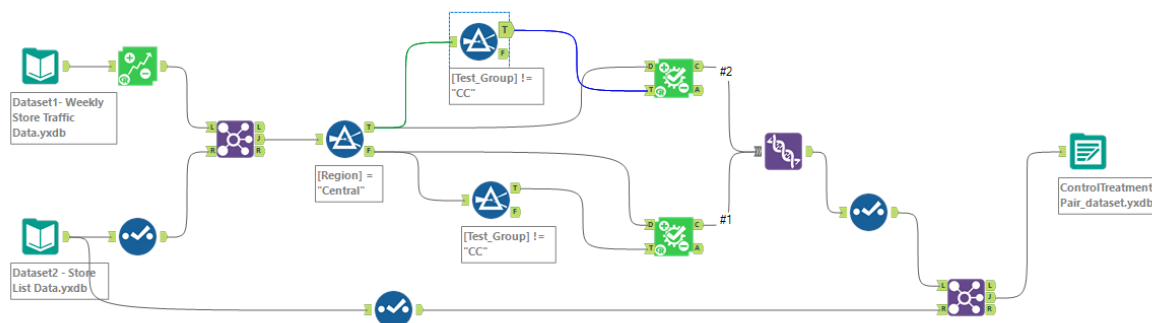 T
F
[Test_Group] !=
"CC"
D
T
C
A
#2
Dataset1- Weekly
Store Traffic
Data.yxdb
L
R
L
J
R
T
F
[Region] =
"Central"
ControlTreatment
Pair_dataset.yxdb
T
F
[Test_Group] !=
"CC"
D
T
C
A
#1
Dataset2 - Store
List Data.yxdb
L
R
L
J
R